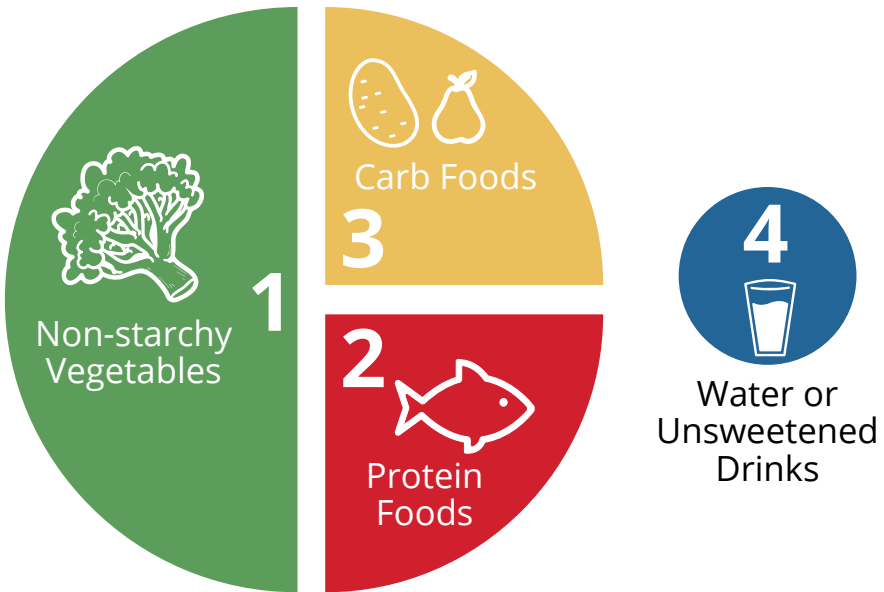 1
Non-starchy
Vegetables
2
Protein
Foods
Carb Foods
3
4
Water or
Unsweetened
Drinks